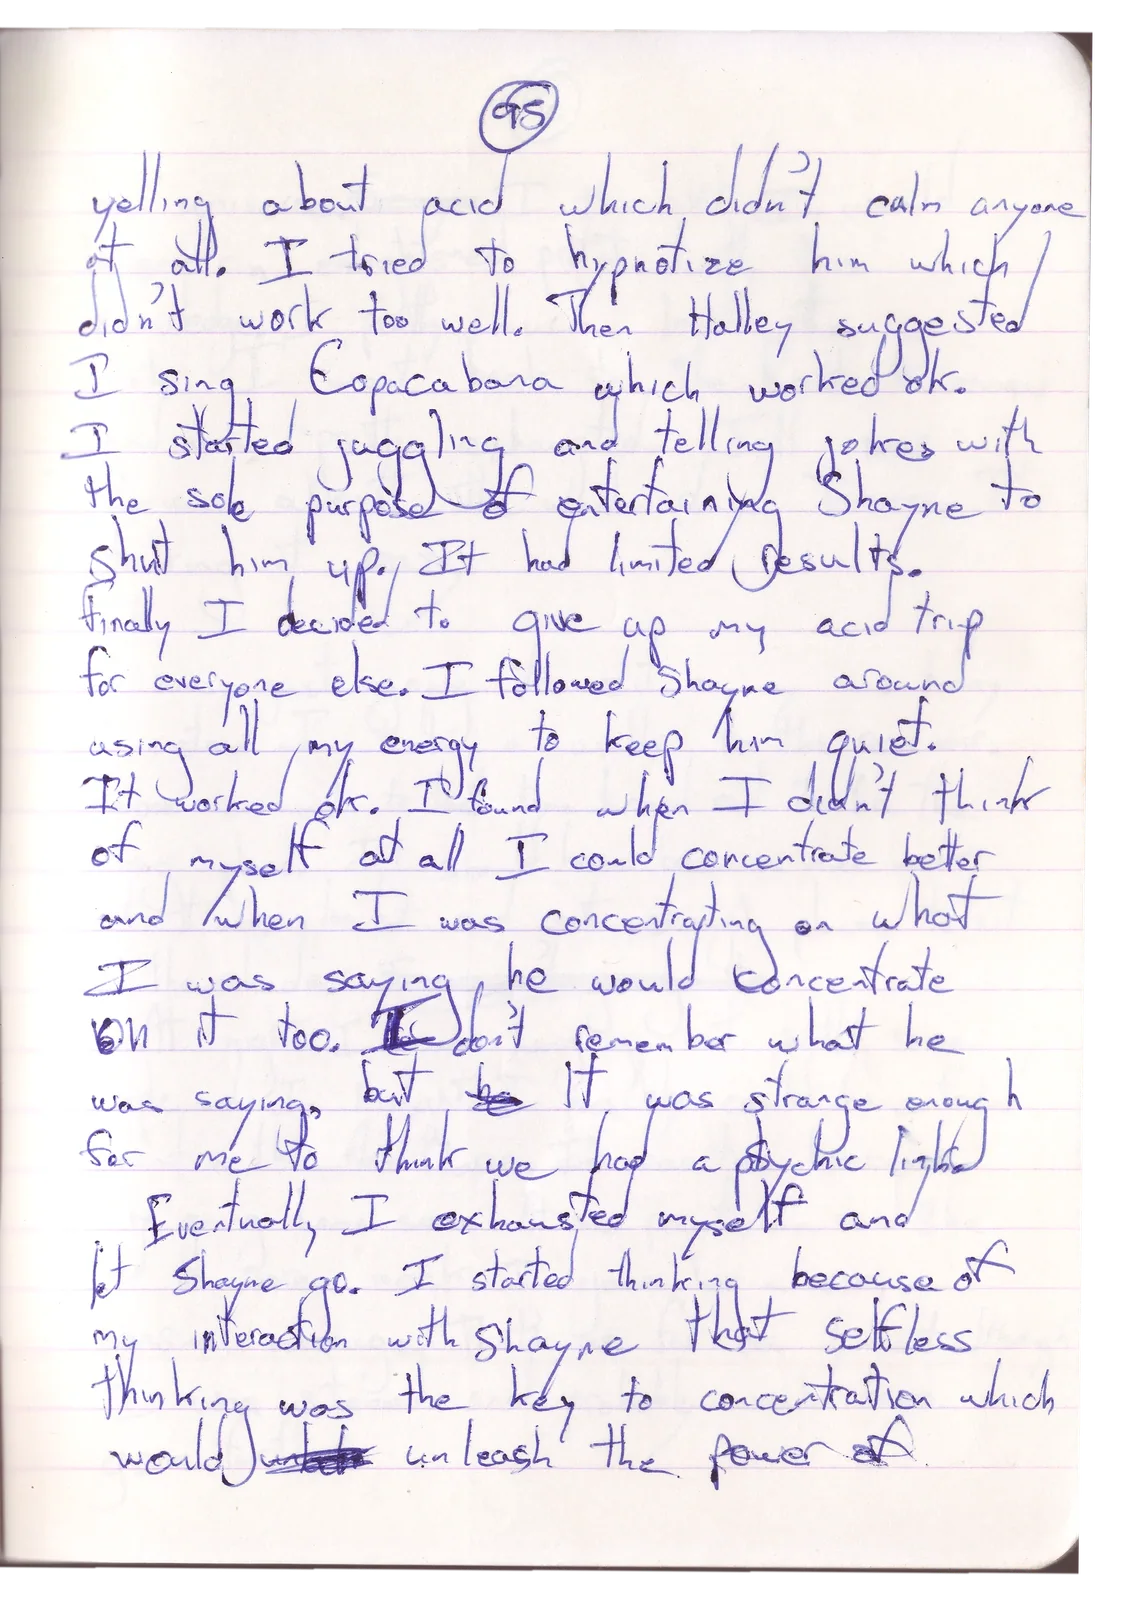 95
yelling about acid which didn't calm anyone
at all. I tried to hypnotize him which
didn't work too well. Then Halley suggested
I sing Copacabana which worked ok.
I started juggling and telling jokes with
the sole purpose of entertaining Shayne to
shut him up. It had limited results.
Finally I decided to give up my acid trip
for everyone else. I followed Shayne around
using all my energy to keep him quiet.
It worked ok. I found when I didn't think
of myself at all I could concentrate better
and when I was concentrating on what
I was saying, he would concentrate
on it too. I don't remember what he
was saying, but it was strange enough
for me to think we had a psychic link.
Eventually I exhausted myself and
let Shayne go. I started thinking because of
my interaction with Shayne that selfless
thinking was the key to concentration which
would unleash the power of